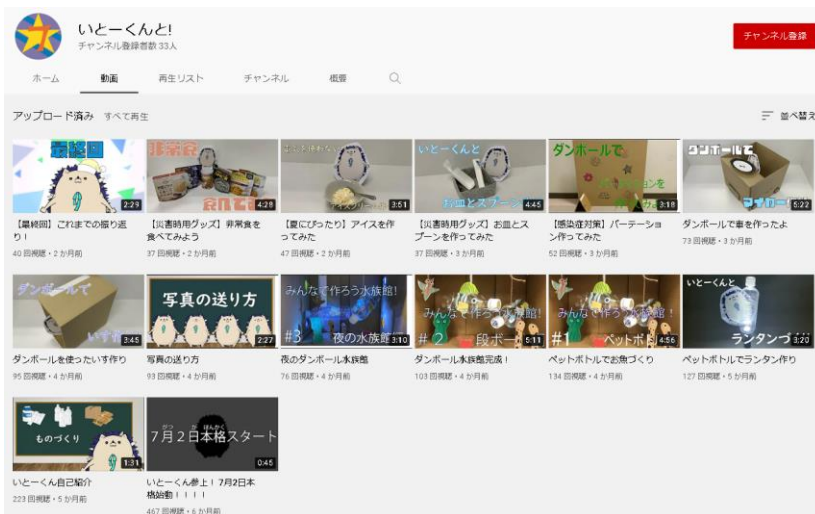 いとーくんと!
チャンネル登録者数 33人
チャンネル登録
ホーム 動画 再生リスト チャンネル 概要
アップロード済み すべて再生
並べ替え
最終回
2:29
非常食
食べて
4:28
3:51
いとーくんと
お皿とスプーン
4:45
ダンボールで
3:18
ダンボールで
マイカー
5:22
【最終回】これまでの振り返り!
40 回視聴・2 か月前
【災害時用グッズ】非常食を食べてみよう
37 回視聴・2 か月前
【夏にぴったり】アイスを作ってみた
47 回視聴・2 か月前
【災害時用グッズ】お皿とスプーンを作ってみた
37 回視聴・3 か月前
【感染症対策】パーテーション作ってみた
52 回視聴・3 か月前
ダンボールで車を作ったよ
73 回視聴・3 か月前
ダンボールで
いす
3:45
写真の送り方
2:27
みんなで作ろう水族館!
#3 夜の水族館
3:10
みんなで作ろう水族館!
#2 段ボー
5:11
みんなで作ろう水族館!
#1 ペットボ
4:56
いとーくんと
ランタンづ
3:20
ダンボールを使ったいす作り
95 回視聴・4 か月前
写真の送り方
93 回視聴・4 か月前
夜のダンボール水族館
76 回視聴・4 か月前
ダンボール水族館完成!
103 回視聴・4 か月前
ペットボトルでお魚づくり
134 回視聴・4 か月前
ペットボトルでランタン作り
127 回視聴・5 か月前
ものづくり
1:31
7月2日本格スタート
がつ か ほんかく
0:45
いとーくん自己紹介
223 回視聴・5 か月前
いとーくん参上!7月2日本格始動!!!!
467 回視聴・6 か月前